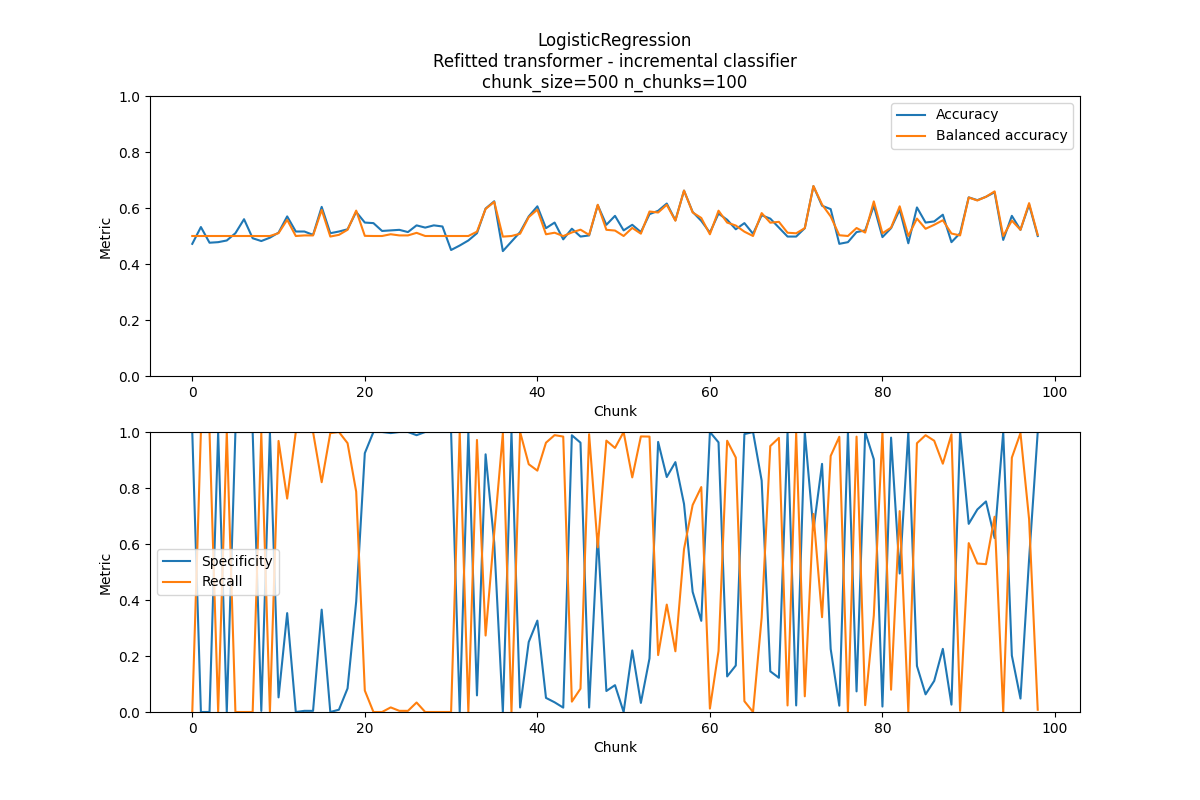 LogisticRegression
Refitted transformer - incremental classifier
chunk_size=500 n_chunks=100
1.0
0.8
0.6
0.4
0.2
0.0
Metric
Accuracy
Balanced accuracy
0 20 40 60 80 100
Chunk
1.0
0.8
0.6
0.4
0.2
0.0
Metric
Specificity
Recall
0 20 40 60 80 100
Chunk